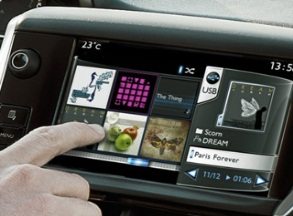 23°C
13:5
The Thing
USB
Scorn
DREAM
Paris Forever
11/12
01:06
MENU